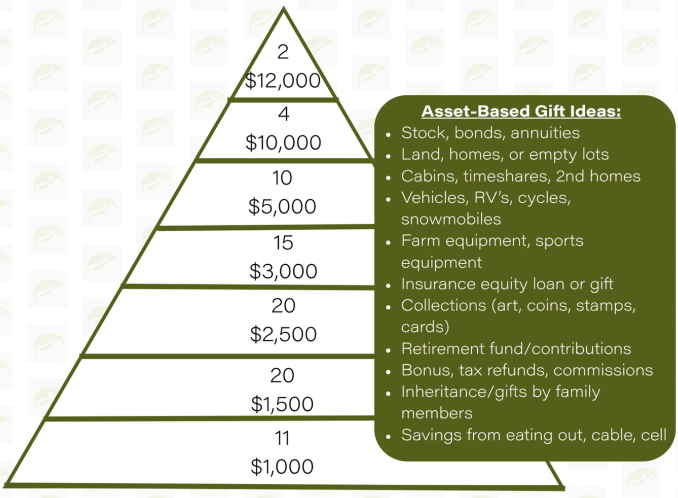 2
$12,000
4
$10,000
10
$5,000
15
$3,000
20
$2,500
20
$1,500
11
$1,000
Asset-Based Gift Ideas:
• Stock, bonds, annuities
• Land, homes, or empty lots
• Cabins, timeshares, 2nd homes
• Vehicles, RV's, cycles,
snowmobiles
• Farm equipment, sports
equipment
• Insurance equity loan or gift
• Collections (art, coins, stamps,
cards)
• Retirement fund/contributions
• Bonus, tax refunds, commissions
• Inheritance/gifts by family
members
• Savings from eating out, cable, cell